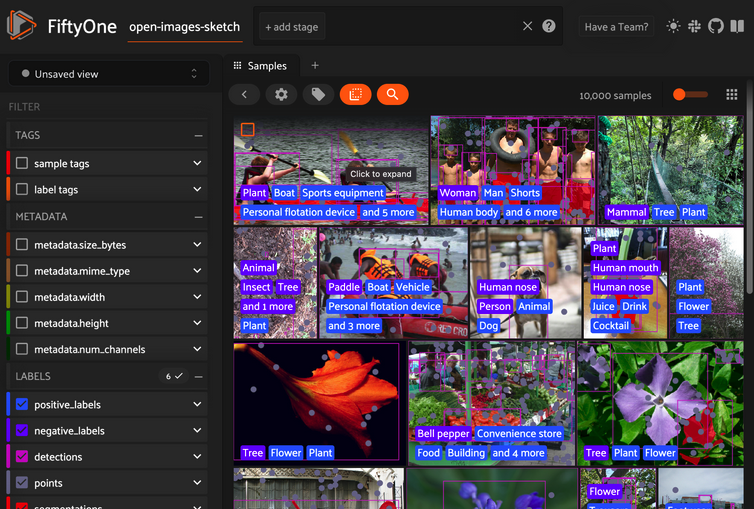 FiftyOne
open-images-sketch
+ add stage
Have a Team?
Unsaved view
Samples
+
FILTER
10,000 samples
TAGS
sample tags
label tags
METADATA
metadata.size_bytes
metadata.mime_type
metadata.width
metadata.height
metadata.num_channels
LABELS
6
positive_labels
negative_labels
detections
points
segmentations
Click to expand
Plant Boat Sports equipment
Personal flotation device and 5 more
Woman Man Shorts
Human body and 6 more
Mammal Tree Plant
Animal
Insect Tree
and 1 more
Plant
Paddle Boat Vehicle
Personal flotation device
and 3 more
RED CRO
Human nose
Person Animal
Dog
Plant
Human mouth
Human nose
Juice Drink
Cocktail
Plant
Flower
Tree
Tree Flower Plant
Bell pepper Convenience store
Food Building and 4 more
Tree Plant Flower
Flower